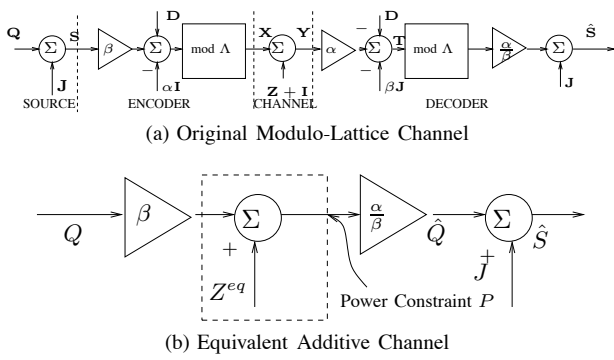 Q Σ S β Σ mod Λ X Σ Y α Σ T mod Λ α/β Σ Ŝ
D − αI D − − βJ
J Z + I J
SOURCE ENCODER CHANNEL DECODER
(a) Original Modulo-Lattice Channel
Q β Σ + Z^{eq} α/β Q̂ Σ + J Ŝ
Power Constraint P
(b) Equivalent Additive Channel